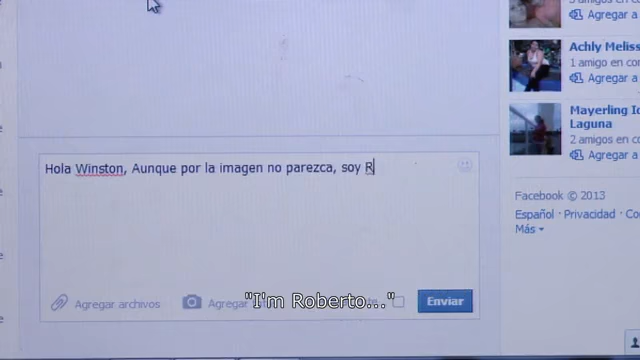 Agregar a
Achly Meliss
1 amigo en con
Agregar a
Mayerling Ic
Laguna
2 amigos en co
Agregar a
Hola Winston, Aunque por la imagen no parezca, soy R
Facebook © 2013
Español · Privacidad · Co
Más
Agregar archivos
Agregar
Enviar
"I'm Roberto..."